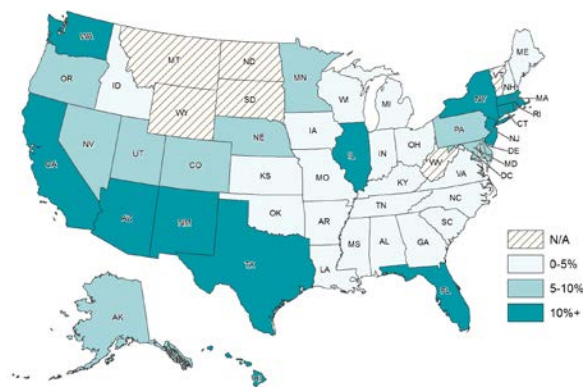 WA
MT
ND
MN
ME
OR
ID
SD
WI
MI
VT
NH
NY
MA
RI
CT
WY
NE
IA
PA
NJ
DE
MD
DC
NV
UT
CO
IL
IN
OH
WV
VA
CA
KS
MO
KY
NC
TN
AZ
NM
OK
AR
SC
TX
LA
MS
AL
GA
FL
AK
HI
N/A
0-5%
5-10%
10%+